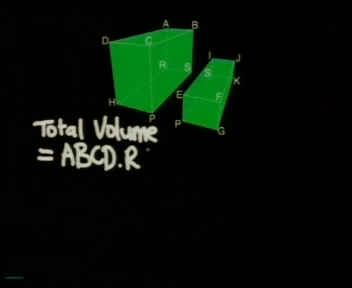 A B
D C
I J
R S S
K
E F
H
P P
G
Total Volume
= ABCD.R